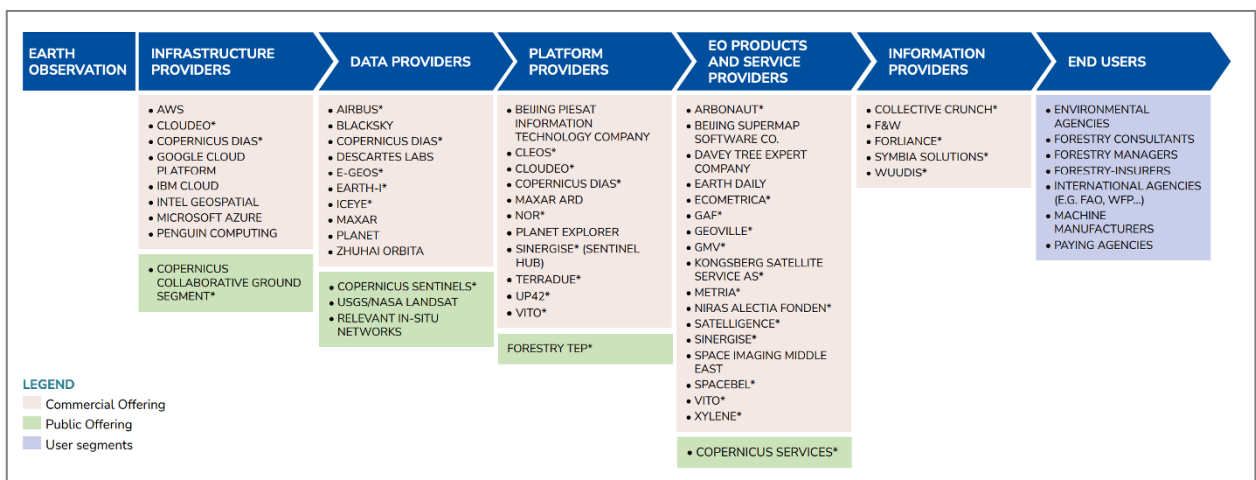 EARTH
OBSERVATION
INFRASTRUCTURE
PROVIDERS
DATA PROVIDERS
PLATFORM
PROVIDERS
EO PRODUCTS
AND SERVICE
PROVIDERS
INFORMATION
PROVIDERS
END USERS
• AWS
• CLOUDEO*
• COPERNICUS DIAS*
• GOOGLE CLOUD
PLATFORM
• IBM CLOUD
• INTEL GEOSPATIAL
• MICROSOFT AZURE
• PENGUIN COMPUTING
• COPERNICUS
COLLABORATIVE GROUND
SEGMENT*
• AIRBUS*
• BLACKSKY
• COPERNICUS DIAS*
• DESCARTES LABS
• E-GEOS*
• EARTH-I*
• ICEYE*
• MAXAR
• PLANET
• ZHUHAI ORBITA
• COPERNICUS SENTINELS*
• USGS/NASA LANDSAT
• RELEVANT IN-SITU
NETWORKS
• BEIJING PIESAT
INFORMATION
TECHNOLOGY COMPANY
• CLEOS*
• CLOUDEO*
• COPERNICUS DIAS*
• MAXAR ARD
• NOR*
• PLANET EXPLORER
• SINERGISE* (SENTINEL
HUB)
• TERRADUE*
• UP42*
• VITO*
FORESTRY TEP*
• ARBONAUT*
• BEIJING SUPERMAP
SOFTWARE CO.
• DAVEY TREE EXPERT
COMPANY
• EARTH DAILY
• ECOMETRICA*
• GAF*
• GEOVILLE*
• GMV*
• KONGSBERG SATELLITE
SERVICE AS*
• METRIA*
• NIRAS ALECTIA FONDEN*
• SATELLIGENCE*
• SINERGISE*
• SPACE IMAGING MIDDLE
EAST
• SPACEBEL*
• VITO*
• XYLENE*
• COPERNICUS SERVICES*
• COLLECTIVE CRUNCH*
• F&W
• FORLIANCE*
• SYMBIA SOLUTIONS*
• WUUDIS*
• ENVIRONMENTAL
AGENCIES
• FORESTRY CONSULTANTS
• FORESTRY MANAGERS
• FORESTRY-INSURERS
• INTERNATIONAL AGENCIES
(E.G. FAO, WFP...)
• MACHINE
MANUFACTURERS
• PAYING AGENCIES
LEGEND
Commercial Offering
Public Offering
User segments